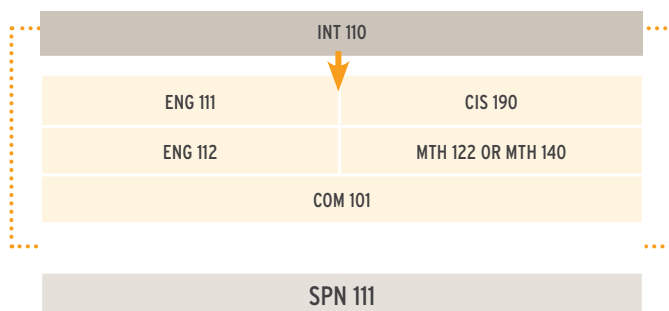 INT 110
ENG 111 CIS 190
ENG 112 MTH 122 OR MTH 140
COM 101
SPN 111